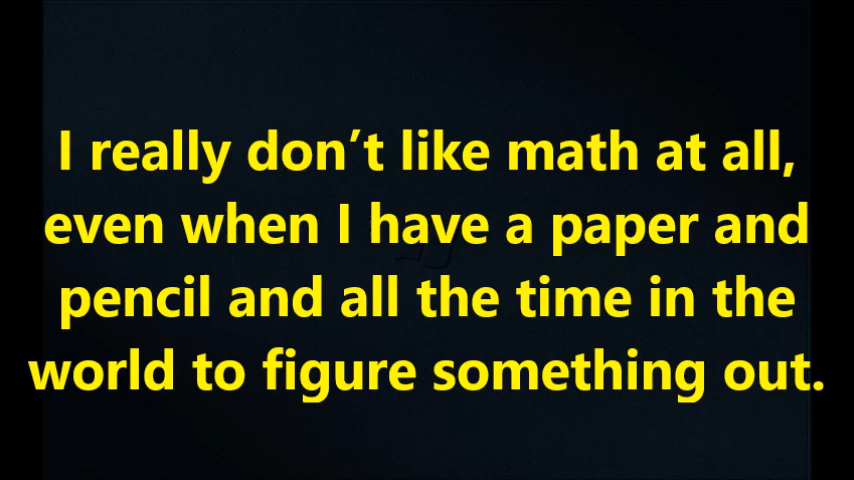 I really don’t like math at all,
even when I have a paper and
pencil and all the time in the
world to figure something out.